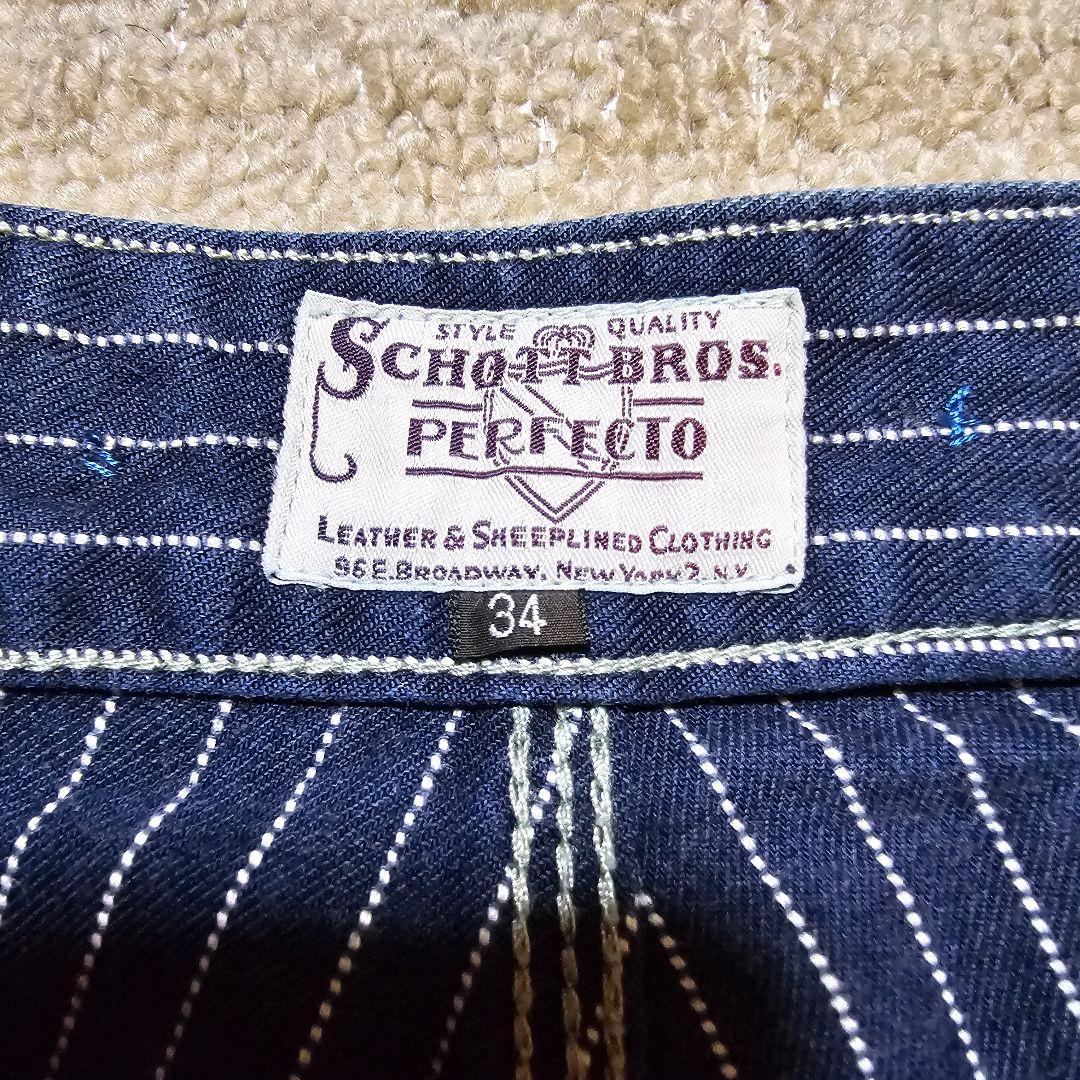 STYLE QUALITY
SCHOTT BROS.
PERFECTO
LEATHER & SHEEPLINED CLOTHING
96 E. BROADWAY, NEW YORK 2, N.Y.
34